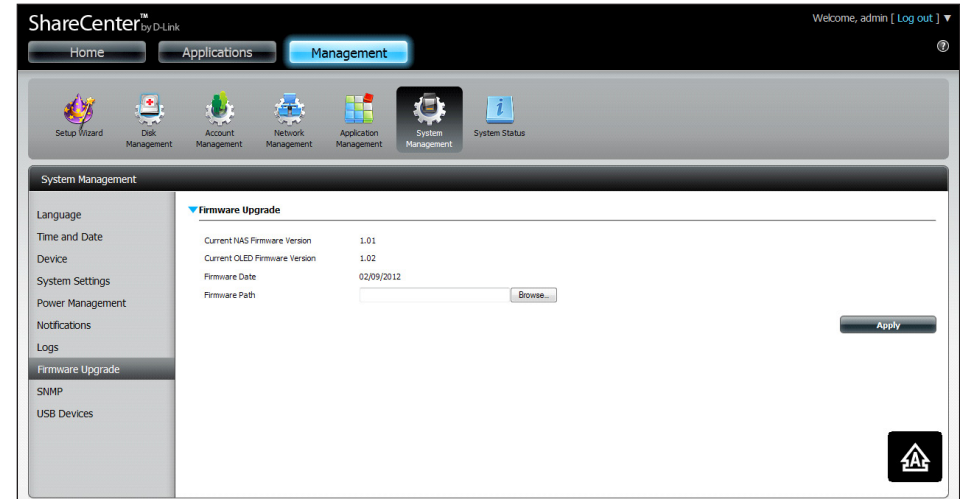 ShareCenter™ by D-Link
Welcome, admin [ Log out ] ▼
Home Applications Management
?
Setup Wizard Disk Management Account Management Network Management Application Management System Management System Status
System Management
Language
Time and Date
Device
System Settings
Power Management
Notifications
Logs
Firmware Upgrade
SNMP
USB Devices
Firmware Upgrade
Current NAS Firmware Version 1.01
Current OLED Firmware Version 1.02
Firmware Date 02/09/2012
Firmware Path Browse...
Apply
A